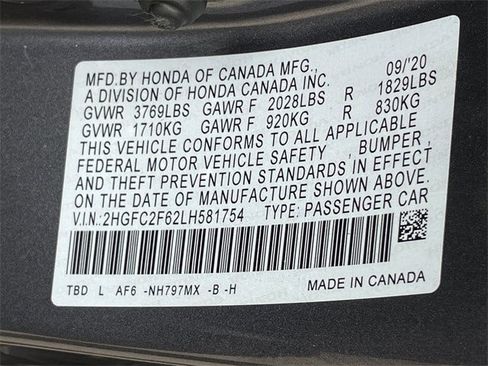 MFD.BY HONDA OF CANADA MFG., 09/'20
A DIVISION OF HONDA CANADA INC.
GVWR 3769LBS GAWR F 2028LBS R 1829LBS
GVWR 1710KG GAWR F 920KG R 830KG
THIS VEHICLE CONFORMS TO ALL APPLICABLE
FEDERAL MOTOR VEHICLE SAFETY , BUMPER,
AND THEFT PREVENTION STANDARDS IN EFFECT
ON THE DATE OF MANUFACTURE SHOWN ABOVE.
V.I.N.:2HGFC2F62LH581754 TYPE: PASSENGER CAR
TBD L AF6 -NH797MX -B -H MADE IN CANADA